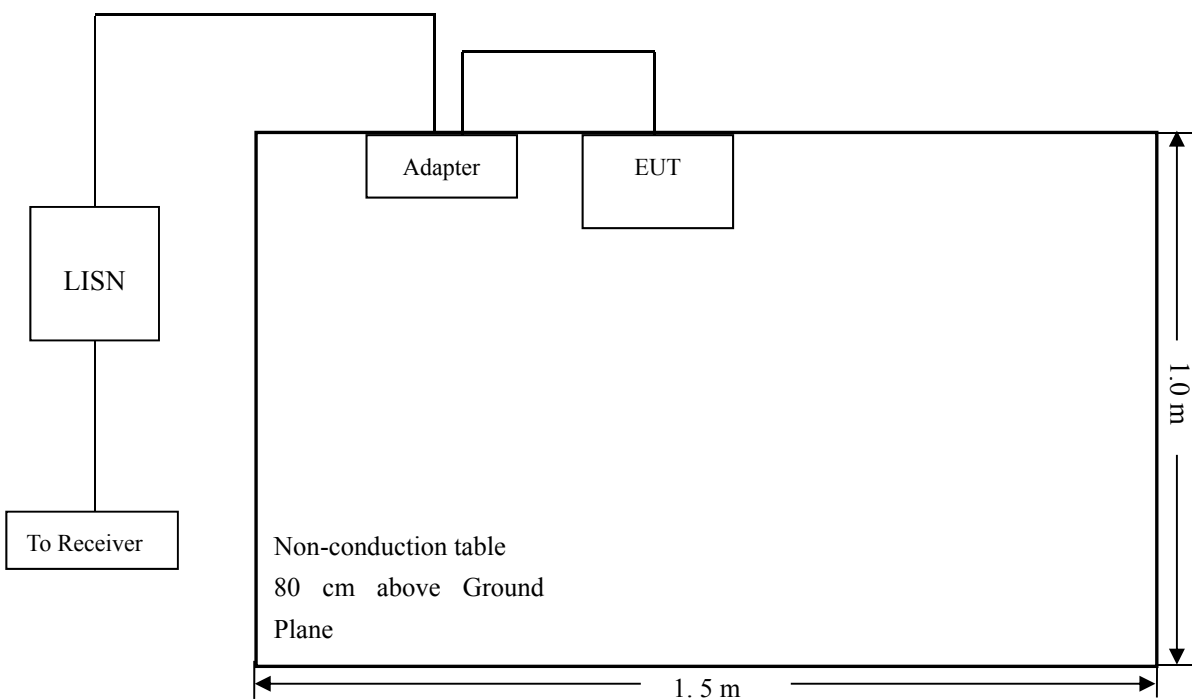 Adapter
EUT
LISN
1.0 m
To Receiver
Non-conduction table
80 cm above Ground
Plane
1. 5 m